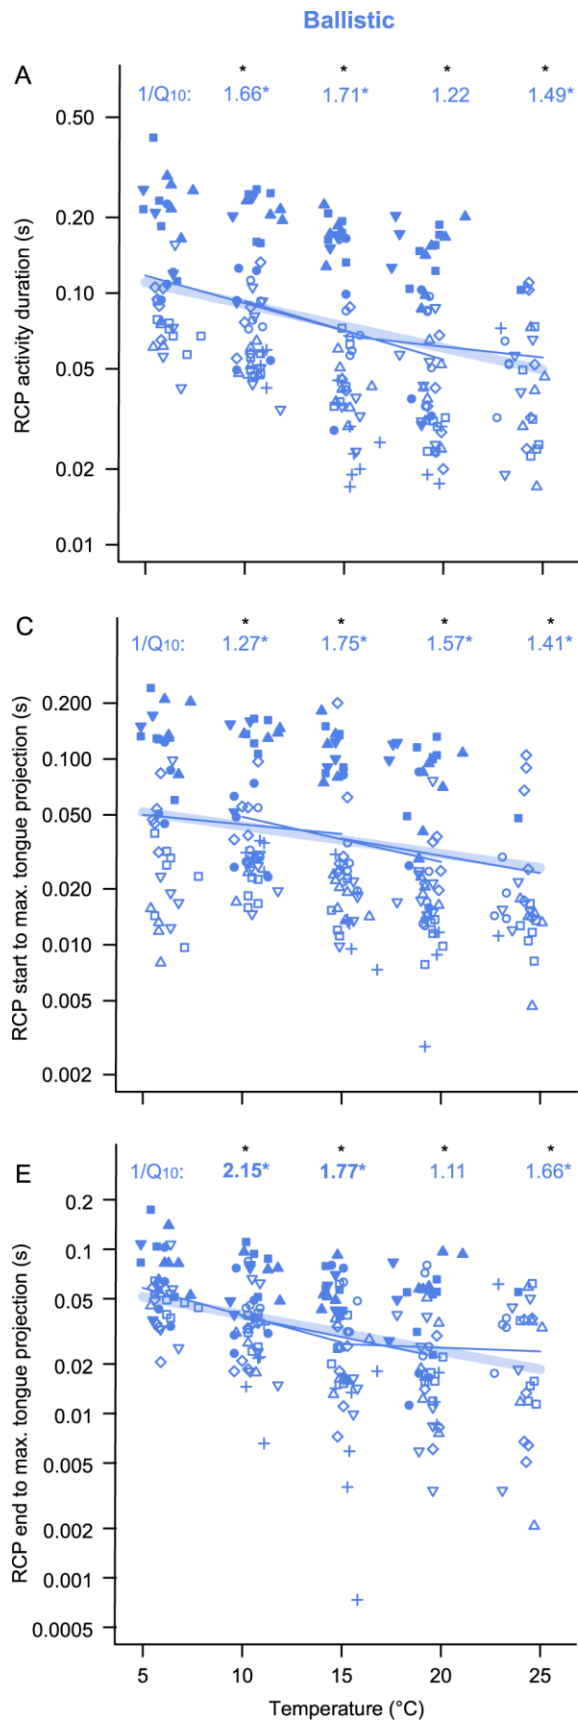 Ballistic
A
* * * *
1/Q10: 1.66* 1.71* 1.22 1.49*
RCP activity duration (s)
0.50
0.20
0.10
0.05
0.02
0.01
C
* * * *
1/Q10: 1.27* 1.75* 1.57* 1.41*
RCP start to max. tongue projection (s)
0.200
0.100
0.050
0.020
0.010
0.005
0.002
E
* * * *
1/Q10: 2.15* 1.77* 1.11 1.66*
RCP end to max. tongue projection (s)
0.2
0.1
0.05
0.02
0.01
0.005
0.002
0.001
0.0005
5 10 15 20 25
Temperature (°C)